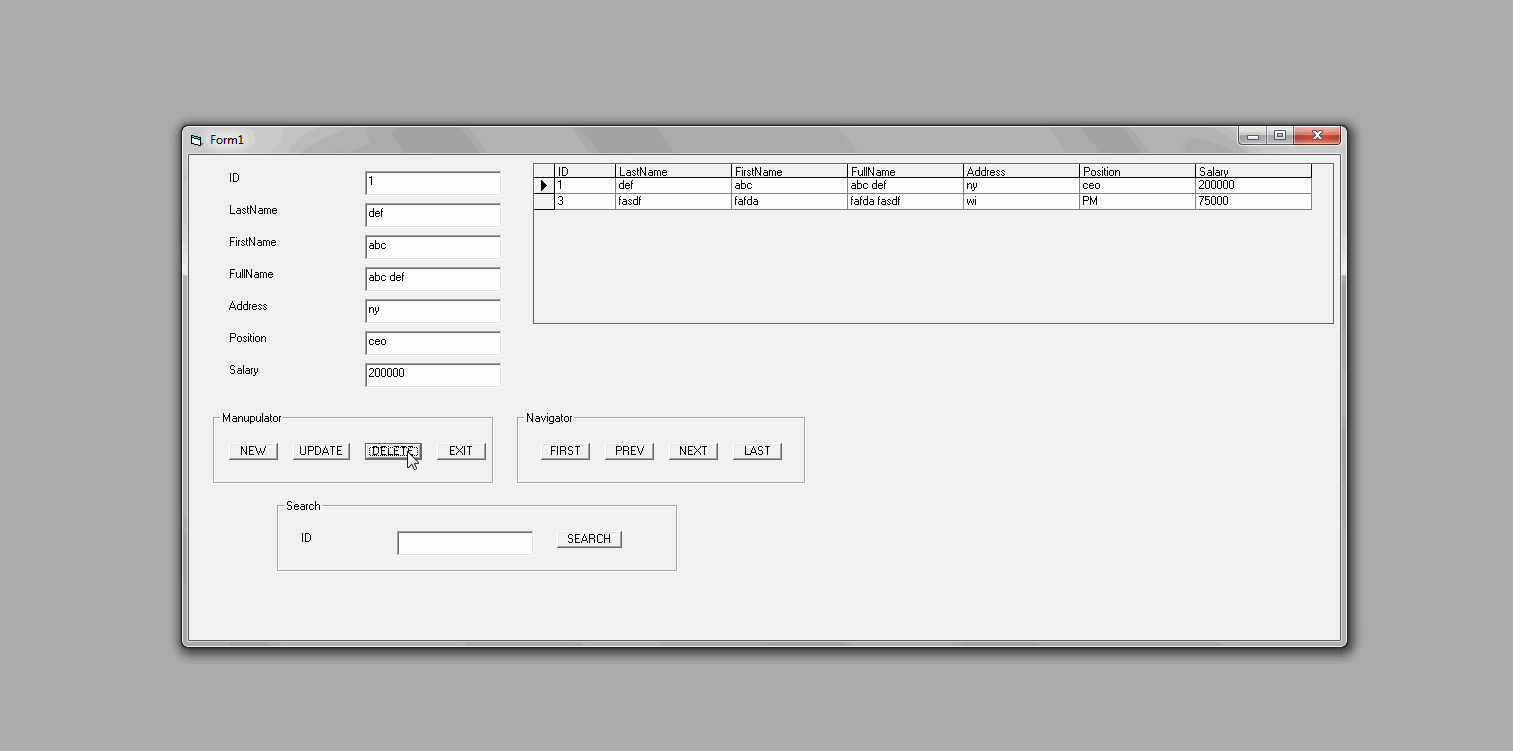 Form1
ID 1
LastName def
FirstName abc
FullName abc def
Address ny
Position ceo
Salary 200000
ID LastName FirstName FullName Address Position Salary
1 def abc abc def ny ceo 200000
3 fasdf fafda fafda fasdf wi PM 75000
Manupulator
NEW UPDATE DELETE EXIT
Navigator
FIRST PREV NEXT LAST
Search
ID SEARCH